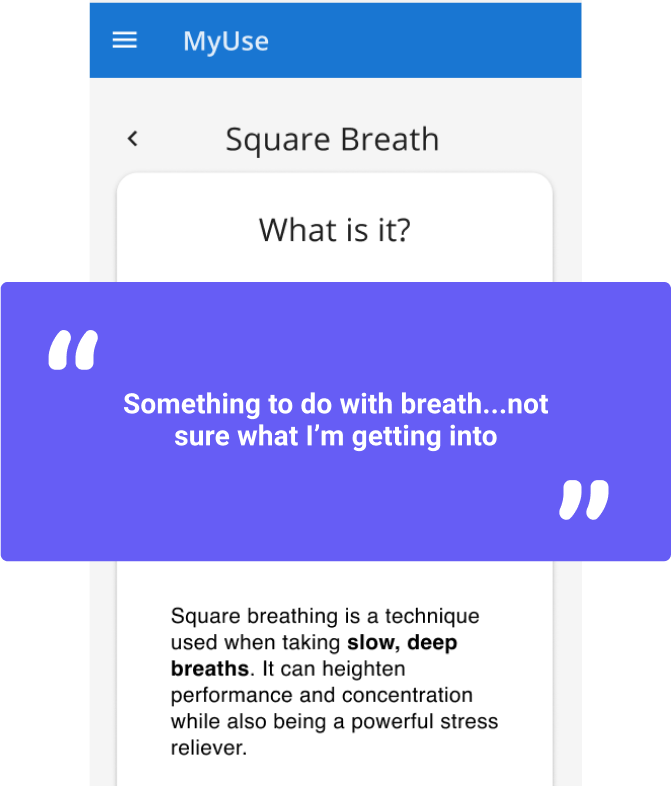 MyUse
Square Breath
What is it?
“
Something to do with breath...not
sure what I’m getting into
”
Square breathing is a technique
used when taking slow, deep
breaths. It can heighten
performance and concentration
while also being a powerful stress
reliever.